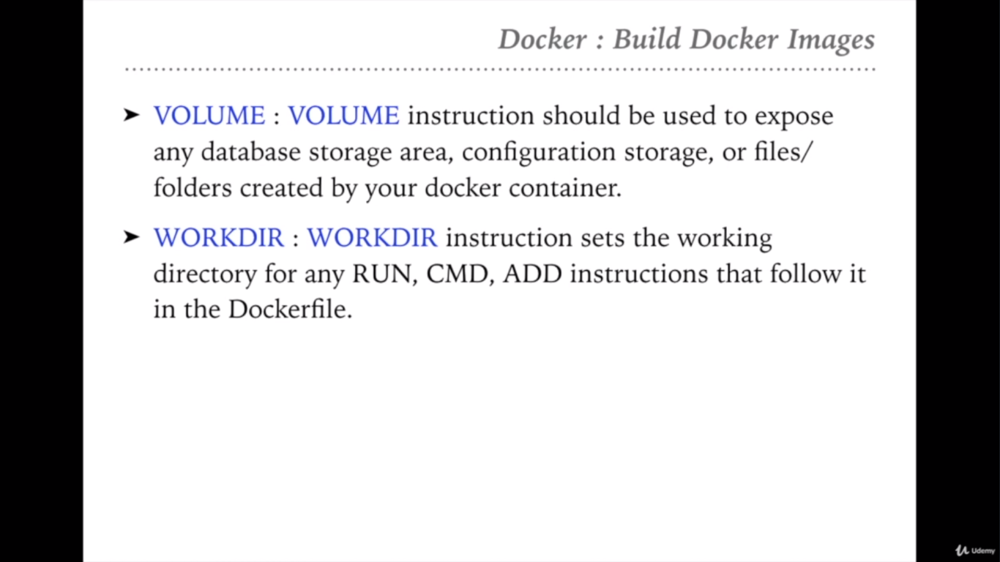 Docker : Build Docker Images
➤ VOLUME : VOLUME instruction should be used to expose
any database storage area, configuration storage, or files/
folders created by your docker container.
➤ WORKDIR : WORKDIR instruction sets the working
directory for any RUN, CMD, ADD instructions that follow it
in the Dockerfile.
Udemy